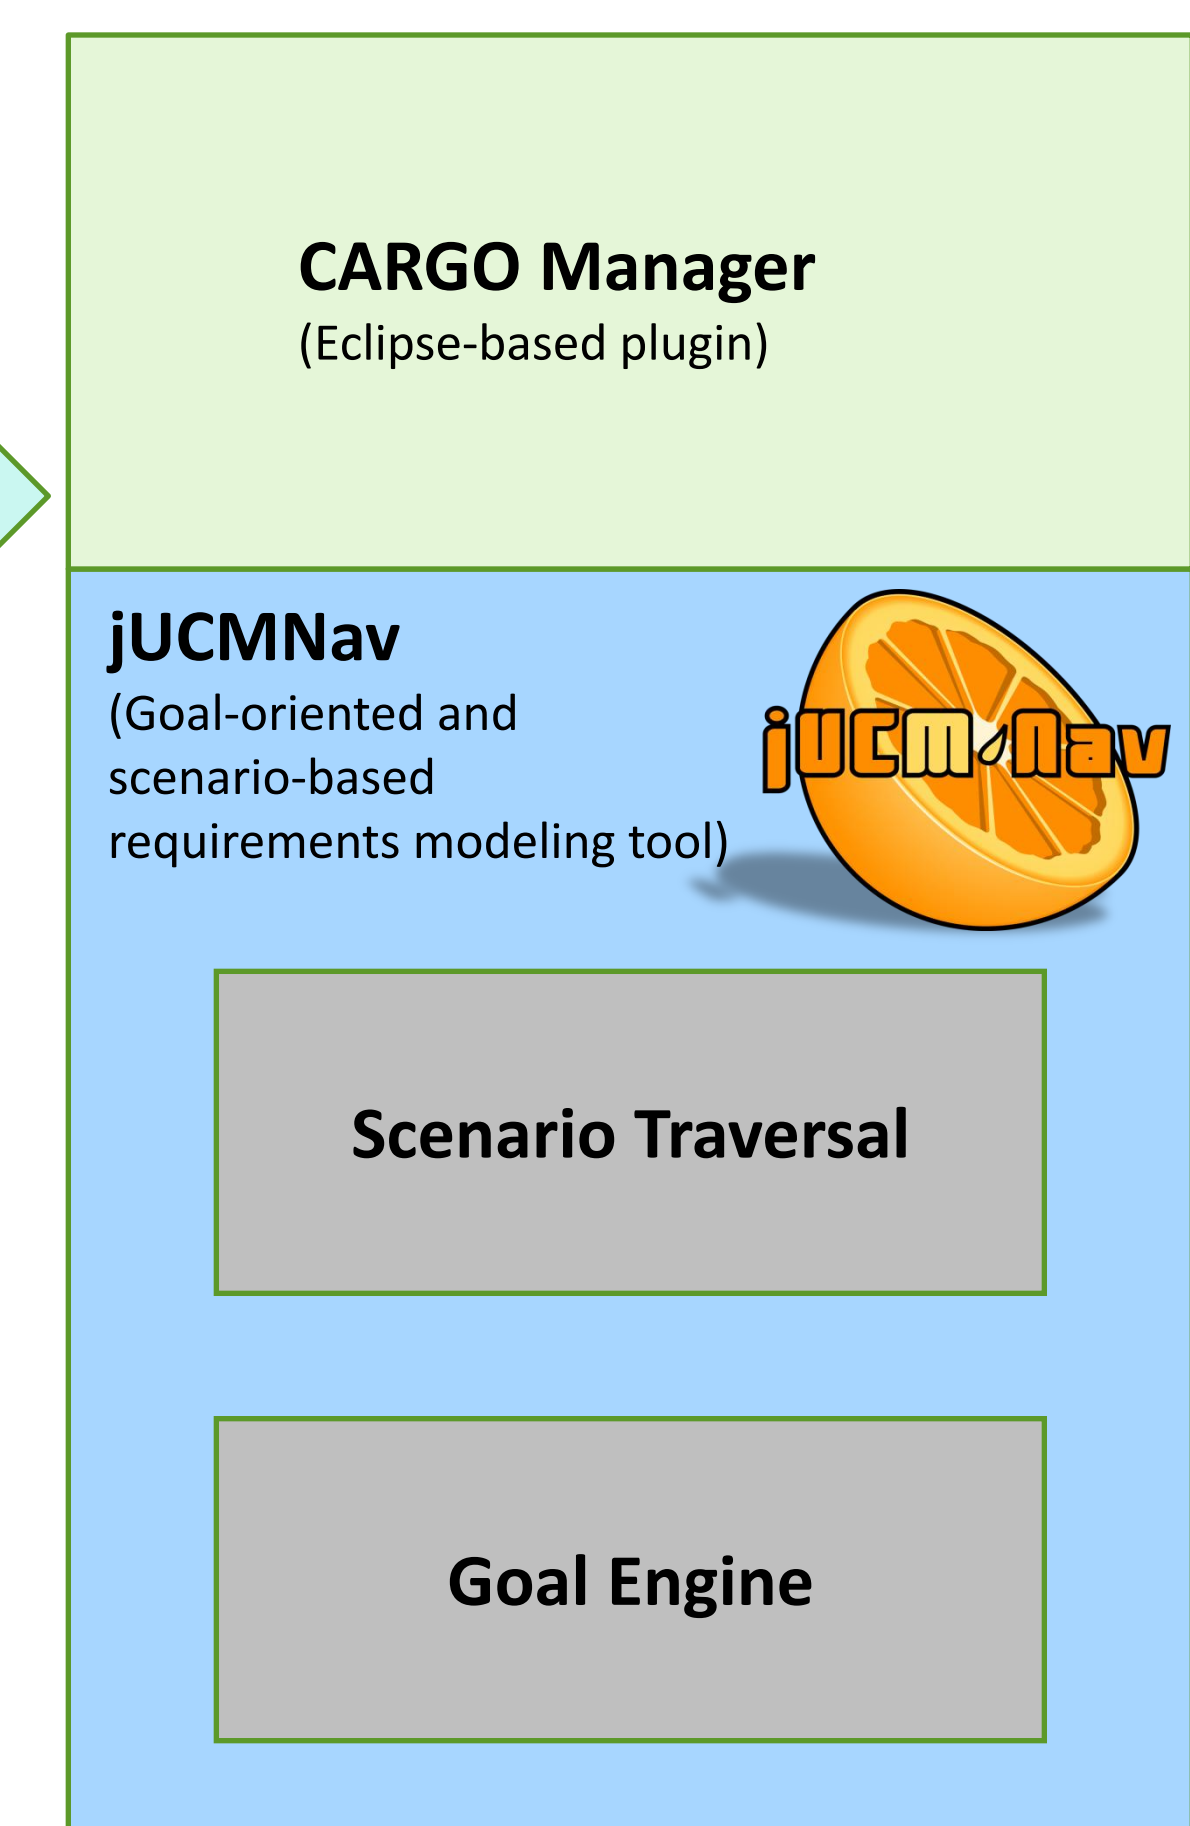 CARGO Manager
(Eclipse-based plugin)
jUCMNav
(Goal-oriented and
scenario-based
requirements modeling tool)
jUCMNav
Scenario Traversal
Goal Engine